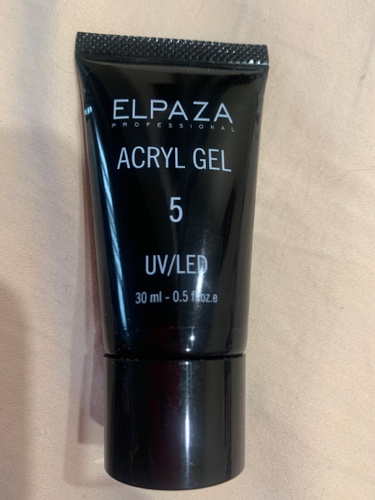 ELPAZA
PROFESSIONAL
ACRYL GEL
5
UV/LED
30 ml - 0.5 fl.oz.e